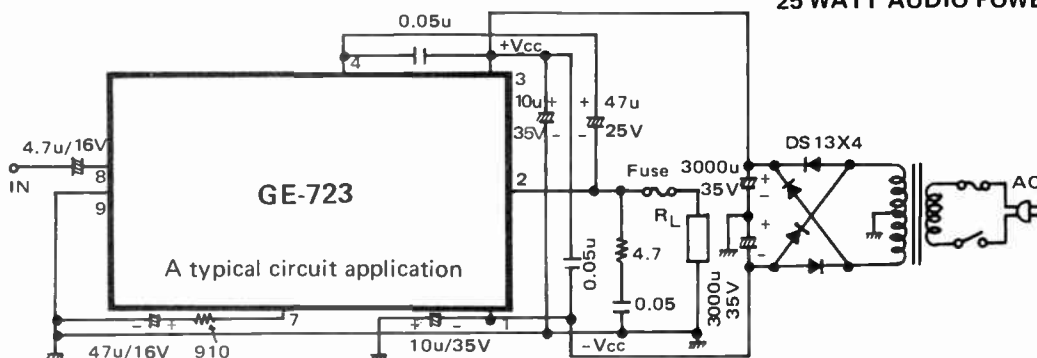 25 WATT AUDIO POWE
0.05u
+Vcc
4
3
10u + + 47u
35V - - 25V
4.7u/16V
IN
8
9
GE-723
2
Fuse
3000u
35V
+
-
+
-
DS13X4
AC
RL
A typical circuit application
0.05u
4.7
0.05
3000u
35V
- + 7
47u/16V
910
+ - 1
10u/35V
-Vcc